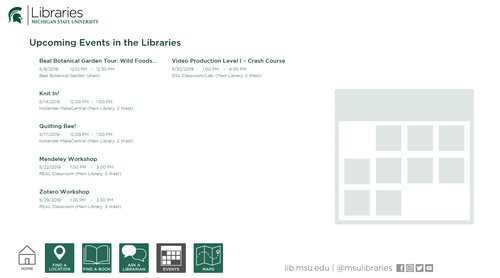 Libraries
MICHIGAN STATE UNIVERSITY
Upcoming Events in the Libraries
Beal Botanical Garden Tour: Wild Foods...
5/9/2019 12:10 PM - 12:50 PM
Beal Botanical Garden (shed)
Knit In!
5/14/2019 12:00 PM - 1:00 PM
Hollander MakeCentral (Main Library, 2 West)
Quilting Bee!
5/17/2019 12:00 PM - 1:00 PM
Hollander MakeCentral (Main Library, 2 West)
Mendeley Workshop
5/22/2019 1:00 PM - 3:00 PM
REAL Classroom (Main Library, 3 West)
Zotero Workshop
5/29/2019 1:30 PM - 3:30 PM
REAL Classroom (Main Library, 3 West)
Video Production Level I – Crash Course
5/30/2019 1:00 PM - 4:00 PM
DSL Classroom/Lab (Main Library, 2 West)
HOME
FIND A
LOCATION
FIND A BOOK
ASK A
LIBRARIAN
EVENTS
MAPS
lib.msu.edu | @msulibraries